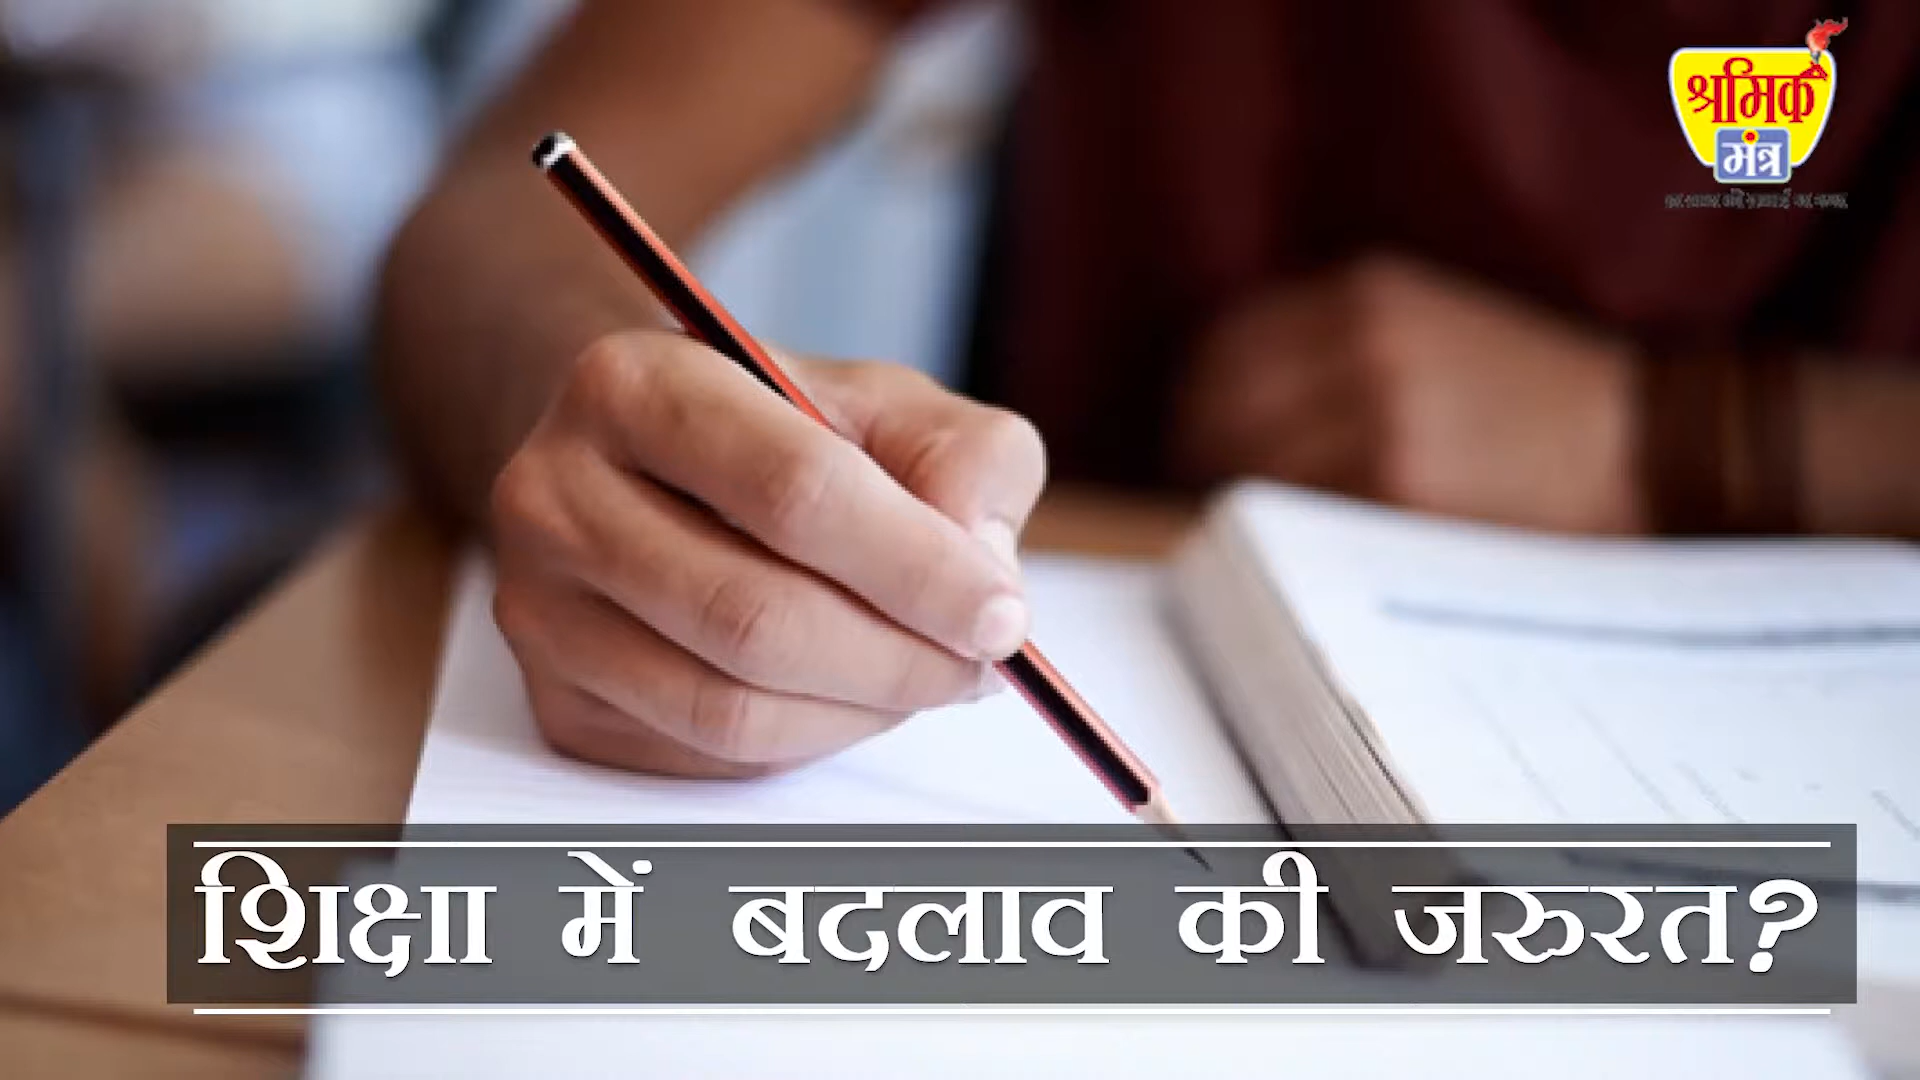 श्रमिक
मंत्र
शिक्षा में बदलाव की जरुरत?